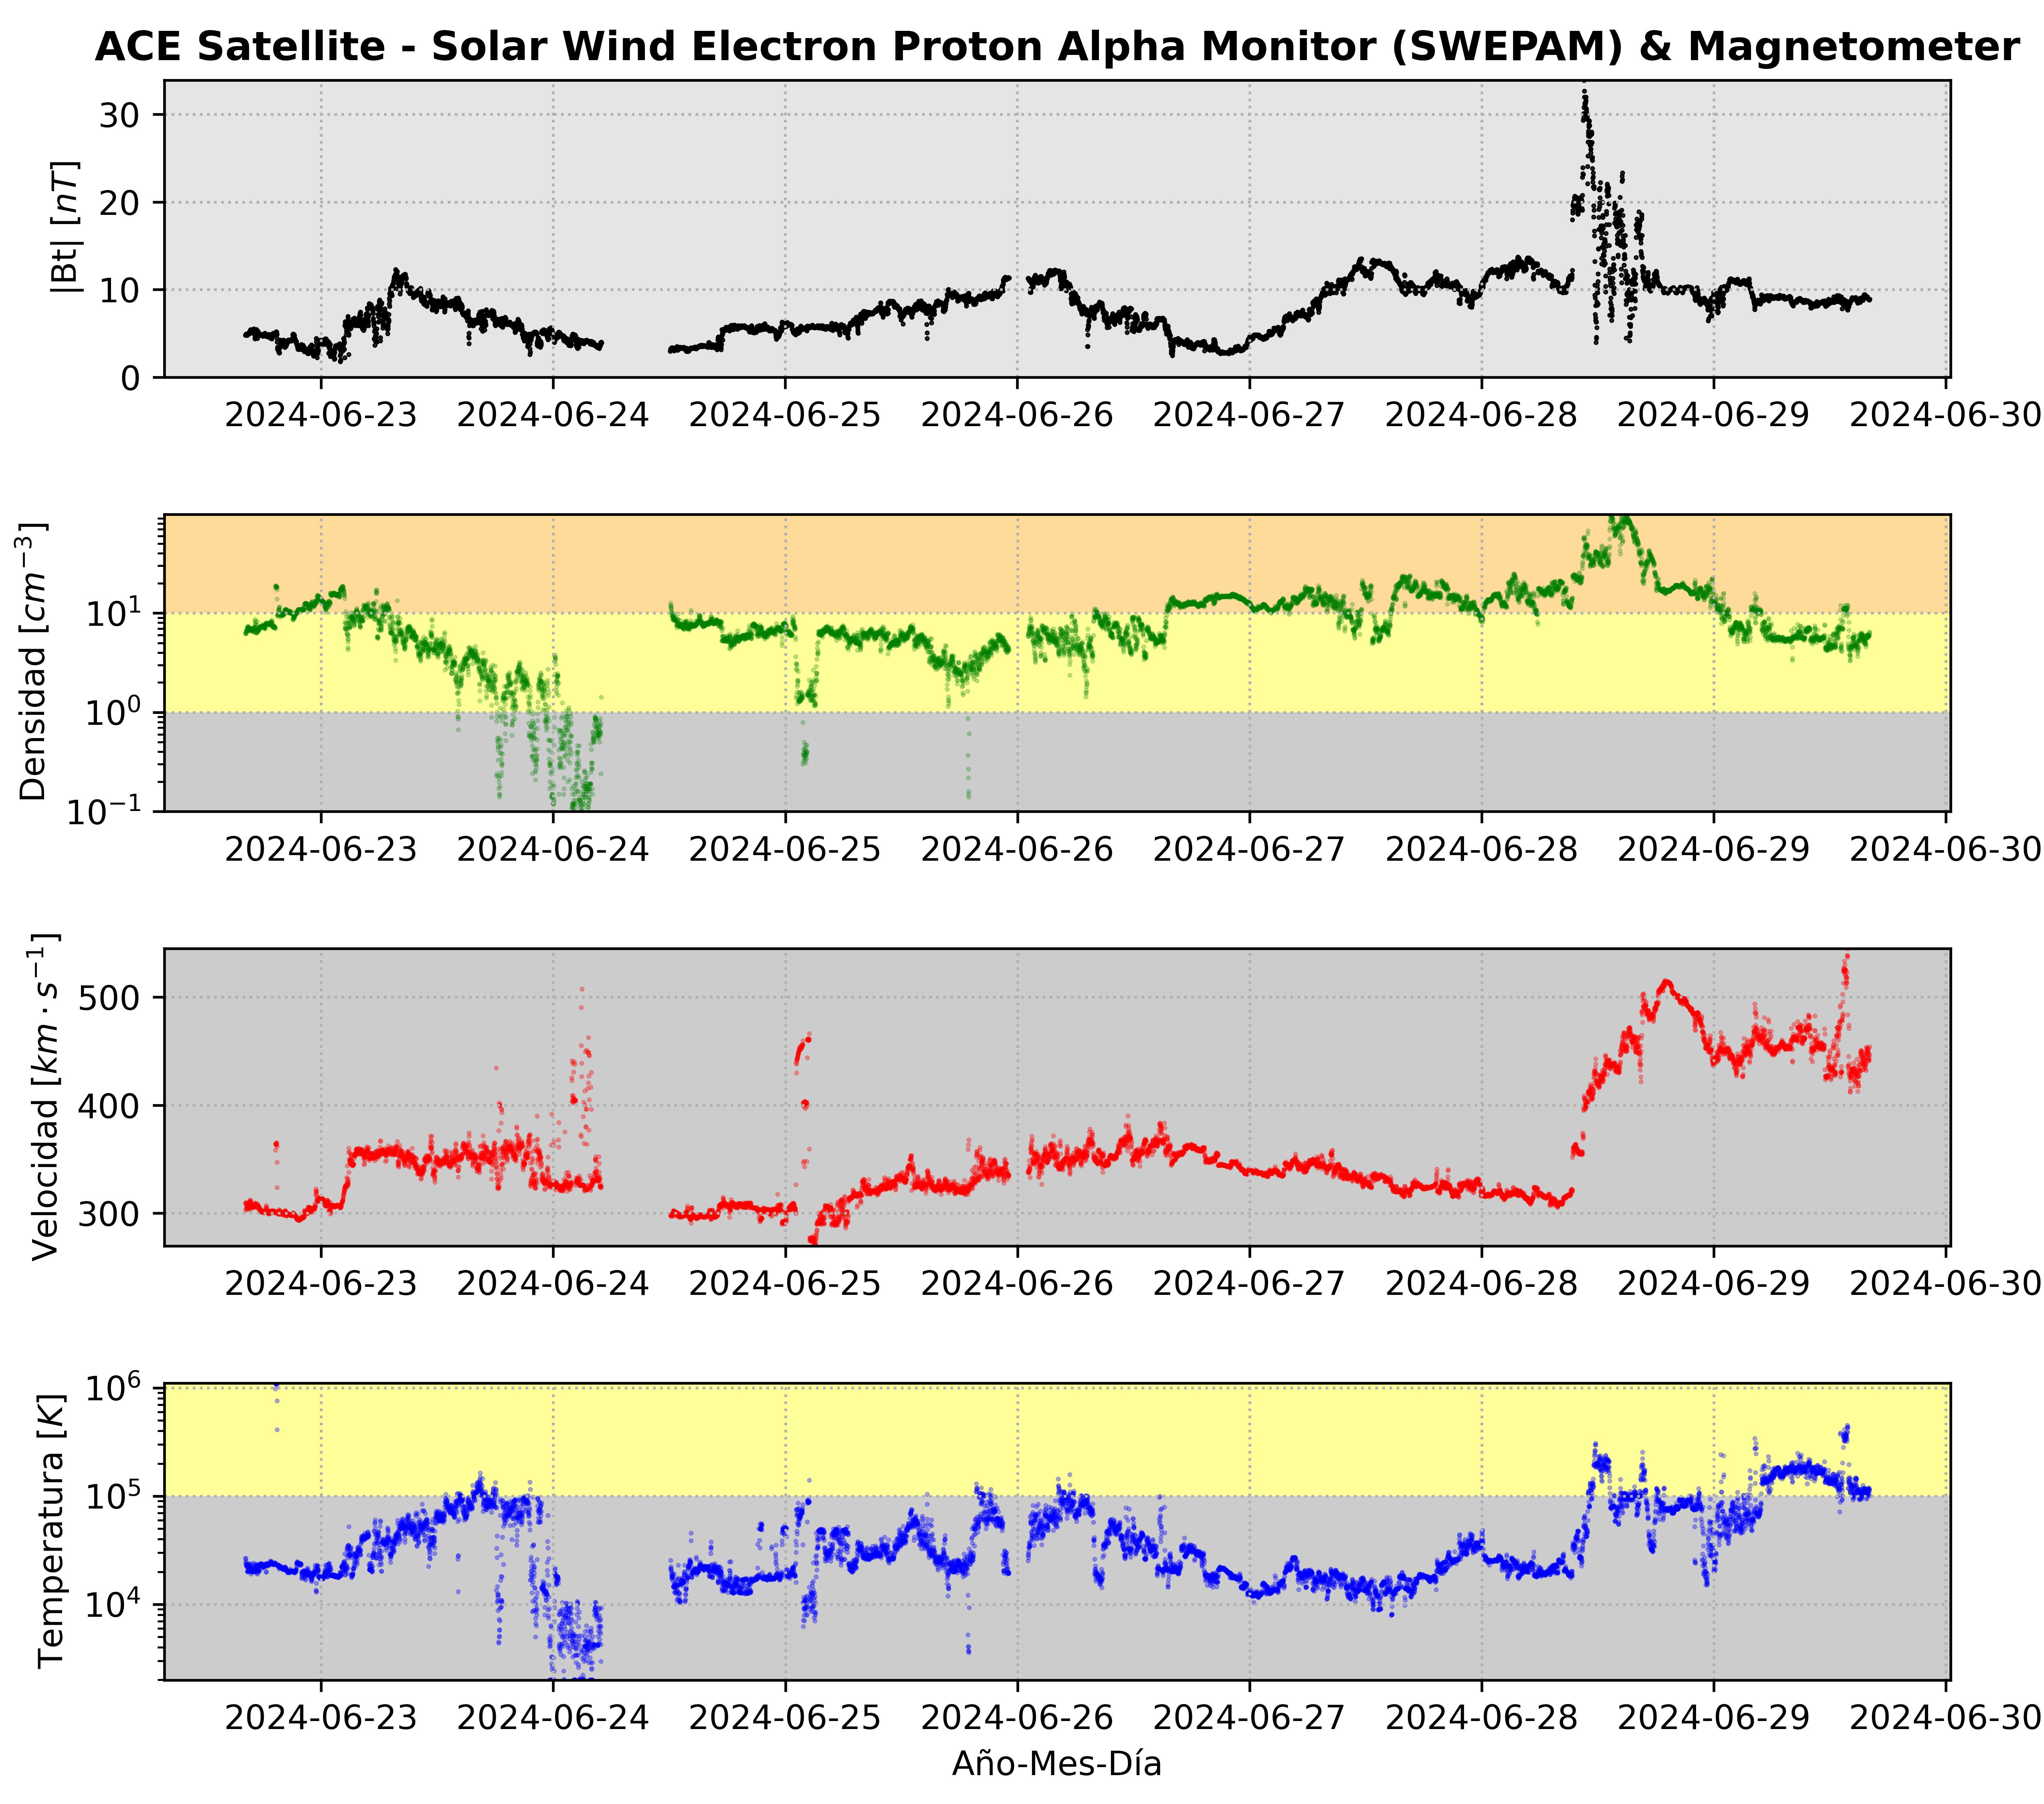 ACE Satellite - Solar Wind Electron Proton Alpha Monitor (SWEPAM) & Magnetometer
|Bt| [nT]
30
20
10
0
2024-06-23 2024-06-24 2024-06-25 2024-06-26 2024-06-27 2024-06-28 2024-06-29 2024-06-30
Densidad [cm⁻³]
10¹
10⁰
10⁻¹
2024-06-23 2024-06-24 2024-06-25 2024-06-26 2024-06-27 2024-06-28 2024-06-29 2024-06-30
Velocidad [km · s⁻¹]
500
400
300
2024-06-23 2024-06-24 2024-06-25 2024-06-26 2024-06-27 2024-06-28 2024-06-29 2024-06-30
Temperatura [K]
10⁶
10⁵
10⁴
2024-06-23 2024-06-24 2024-06-25 2024-06-26 2024-06-27 2024-06-28 2024-06-29 2024-06-30
Año-Mes-Día